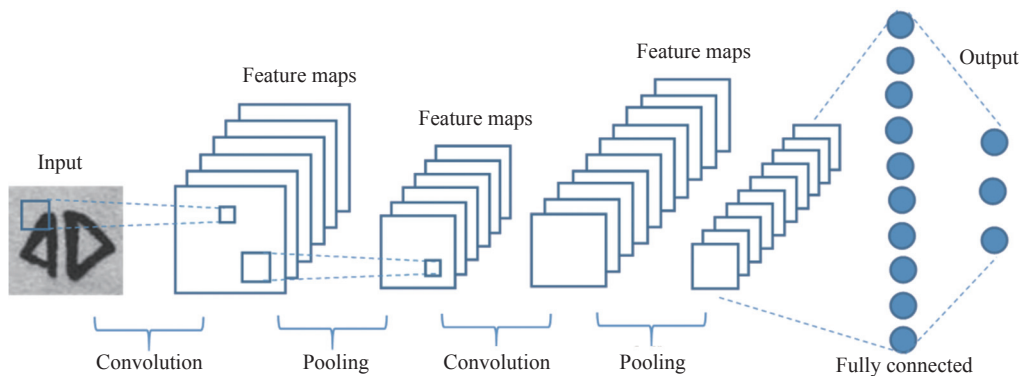 Feature maps
Feature maps
Output
Feature maps
Input
Convolution
Pooling
Convolution
Pooling
Fully connected